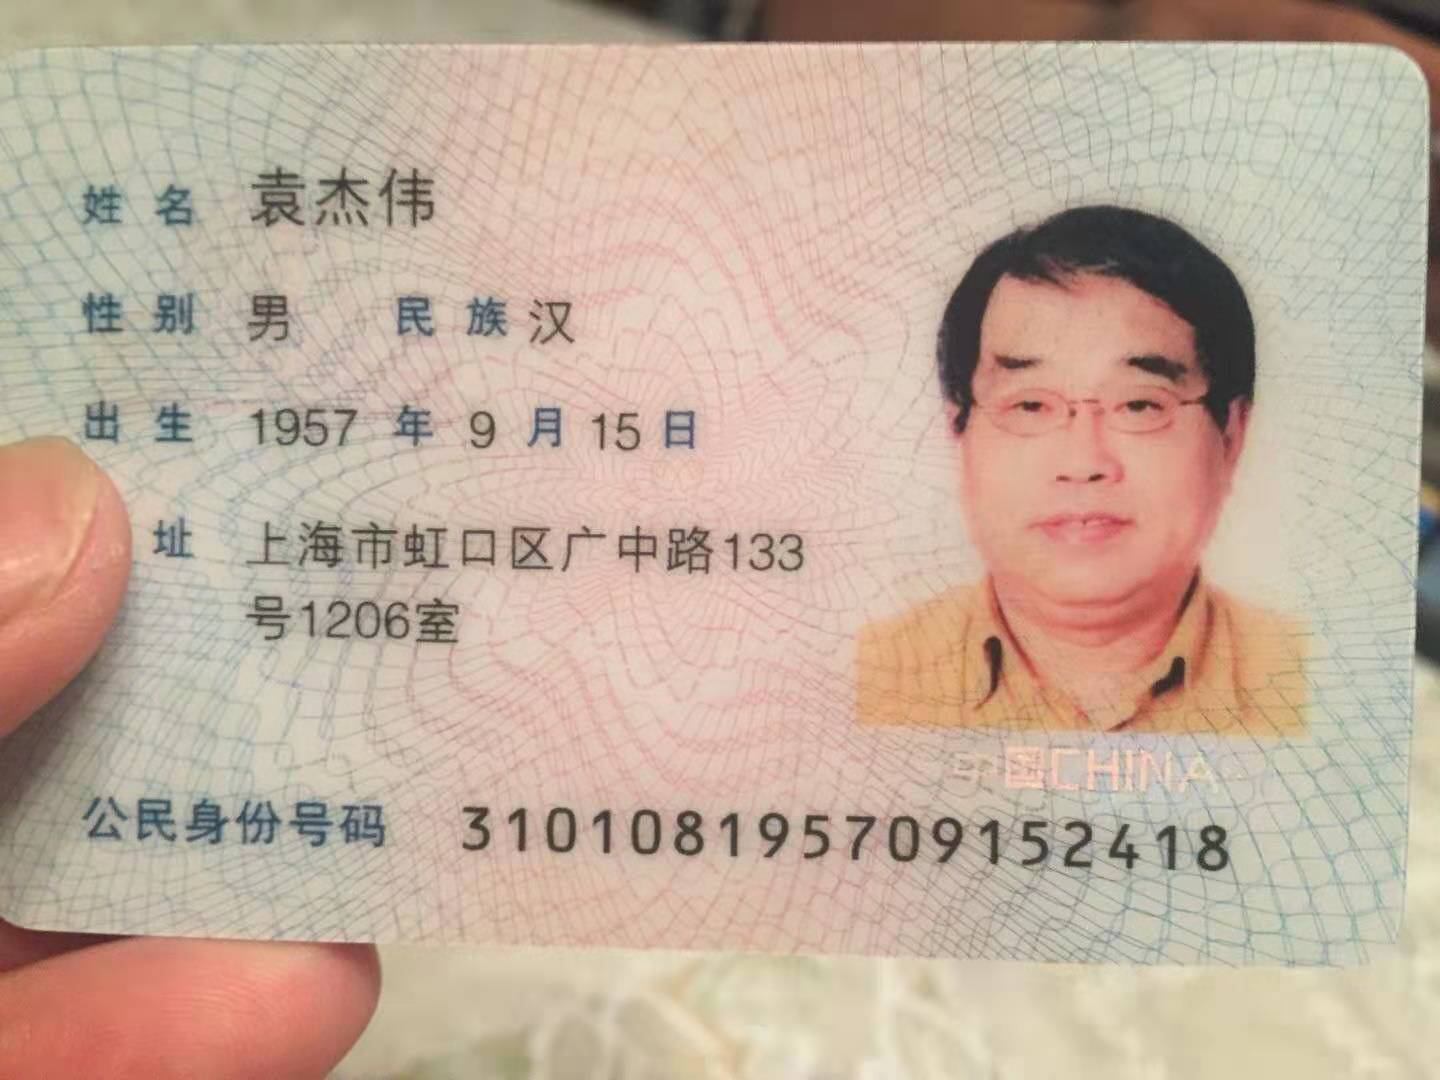 姓名 袁杰伟
性别 男 民族 汉
出生 1957 年 9 月 15 日
址 上海市虹口区广中路133
号1206室
中国CHINA
公民身份号码 310108195709152418